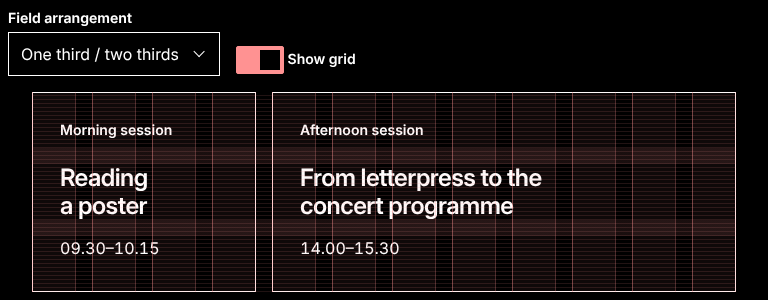 Field arrangement
One third / two thirds
Show grid
Morning session
Reading
a poster
09.30–10.15
Afternoon session
From letterpress to the
concert programme
14.00–15.30